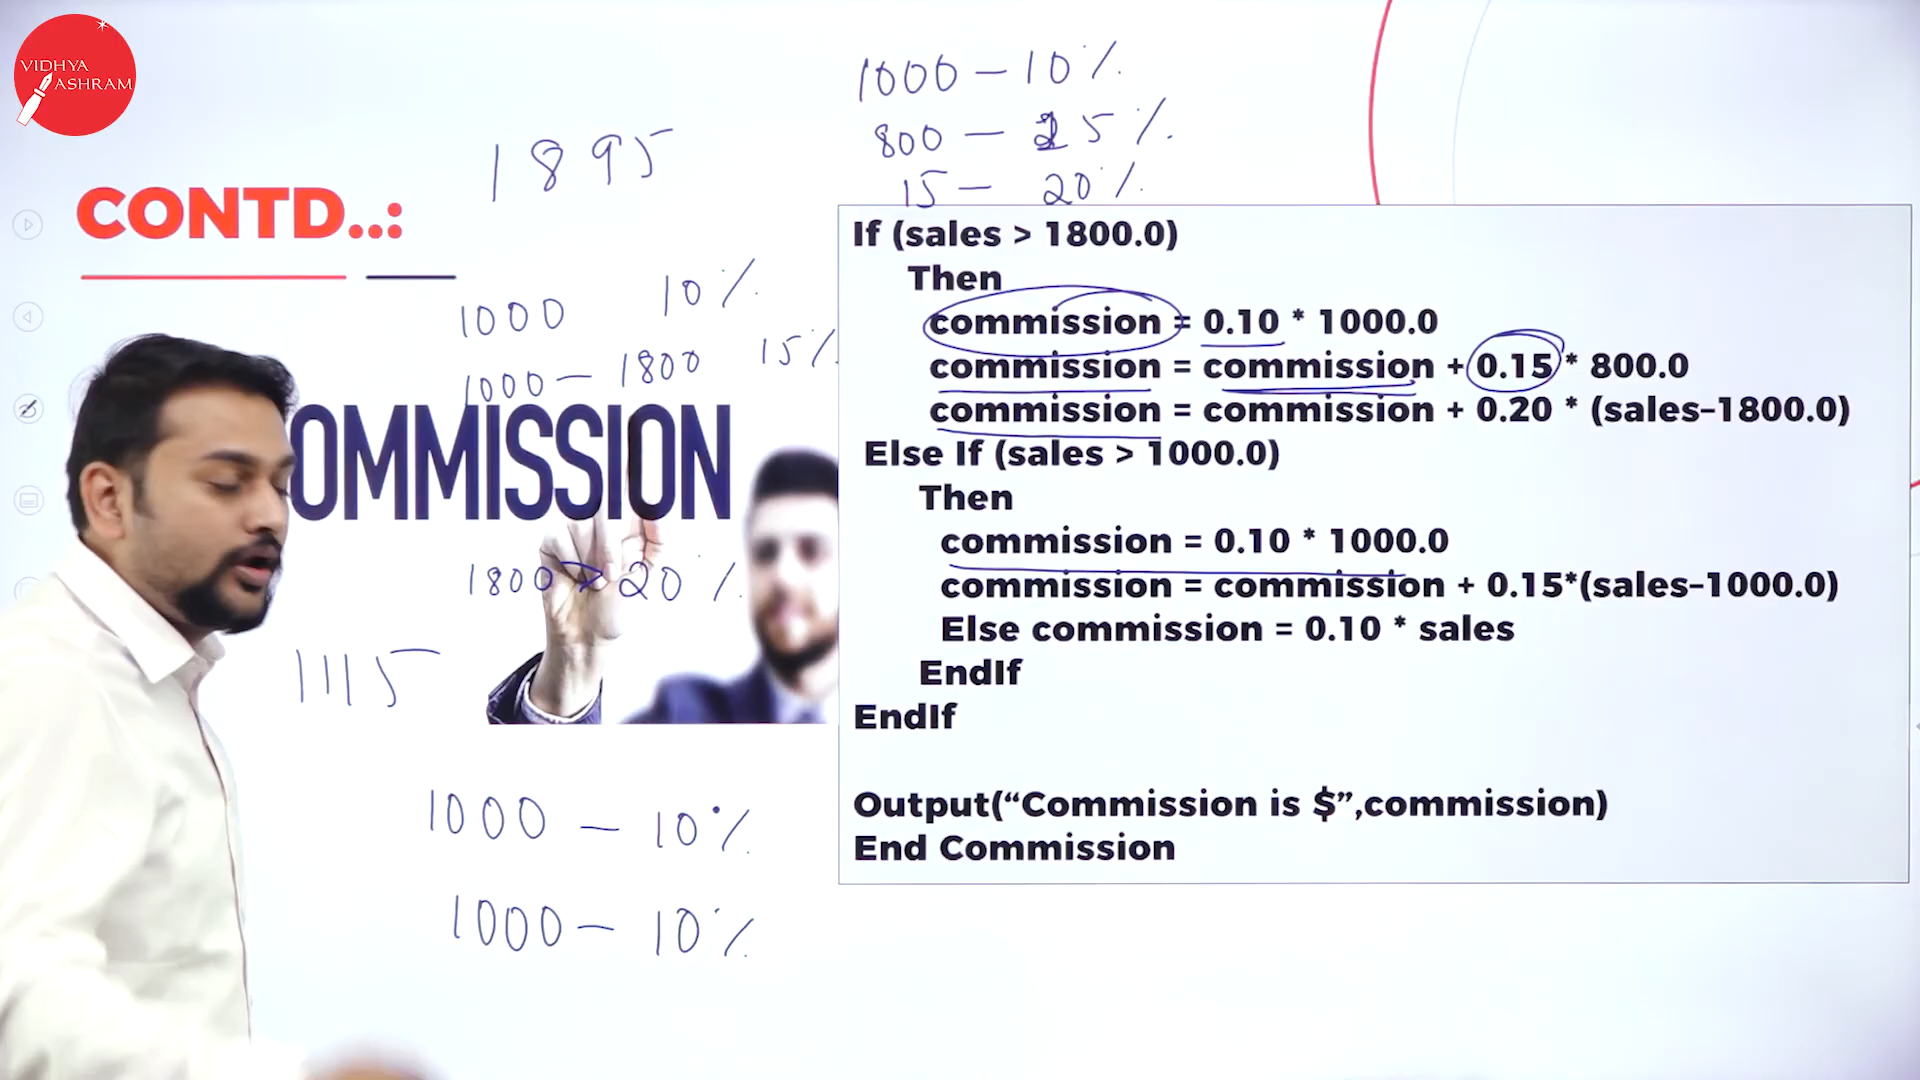 VIDHYA
ASHRAM
1000 – 10%
800 – 15%
15 – 20%
1895
CONTD..:
1000 10%
1000 – 1800 15%
OMMISSION
1800 > 20%
1115
1000 – 10%
1000 – 10%
If (sales > 1800.0)
Then
commission = 0.10 * 1000.0
commission = commission + 0.15 * 800.0
commission = commission + 0.20 * (sales–1800.0)
Else If (sales > 1000.0)
Then
commission = 0.10 * 1000.0
commission = commission + 0.15*(sales–1000.0)
Else commission = 0.10 * sales
EndIf
EndIf
Output(“Commission is $”,commission)
End Commission